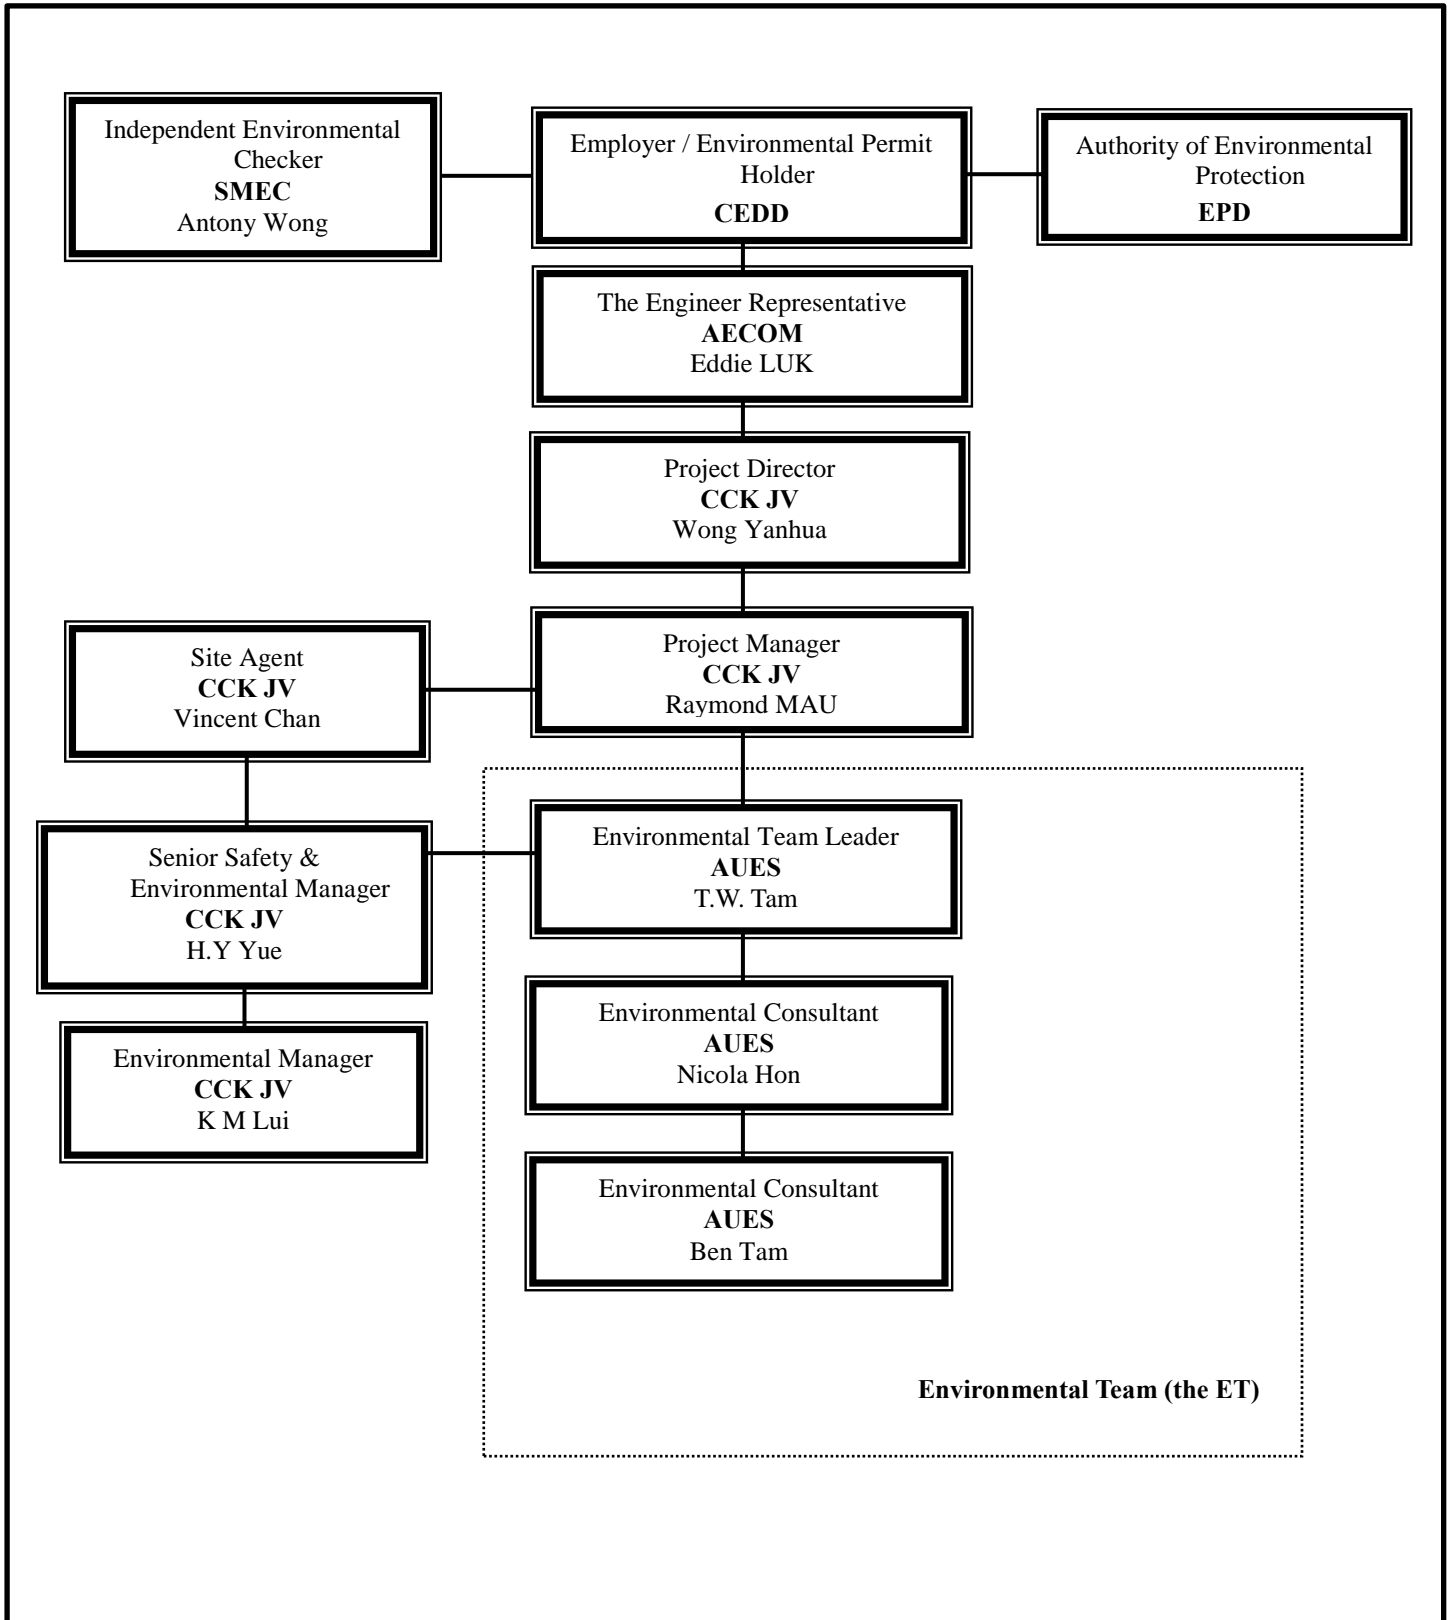 Independent Environmental
Checker
SMEC
Antony Wong
Employer / Environmental Permit
Holder
CEDD
Authority of Environmental
Protection
EPD
The Engineer Representative
AECOM
Eddie LUK
Project Director
CCK JV
Wong Yanhua
Site Agent
CCK JV
Vincent Chan
Project Manager
CCK JV
Raymond MAU
Senior Safety &
Environmental Manager
CCK JV
H.Y Yue
Environmental Team Leader
AUES
T.W. Tam
Environmental Manager
CCK JV
K M Lui
Environmental Consultant
AUES
Nicola Hon
Environmental Consultant
AUES
Ben Tam
Environmental Team (the ET)